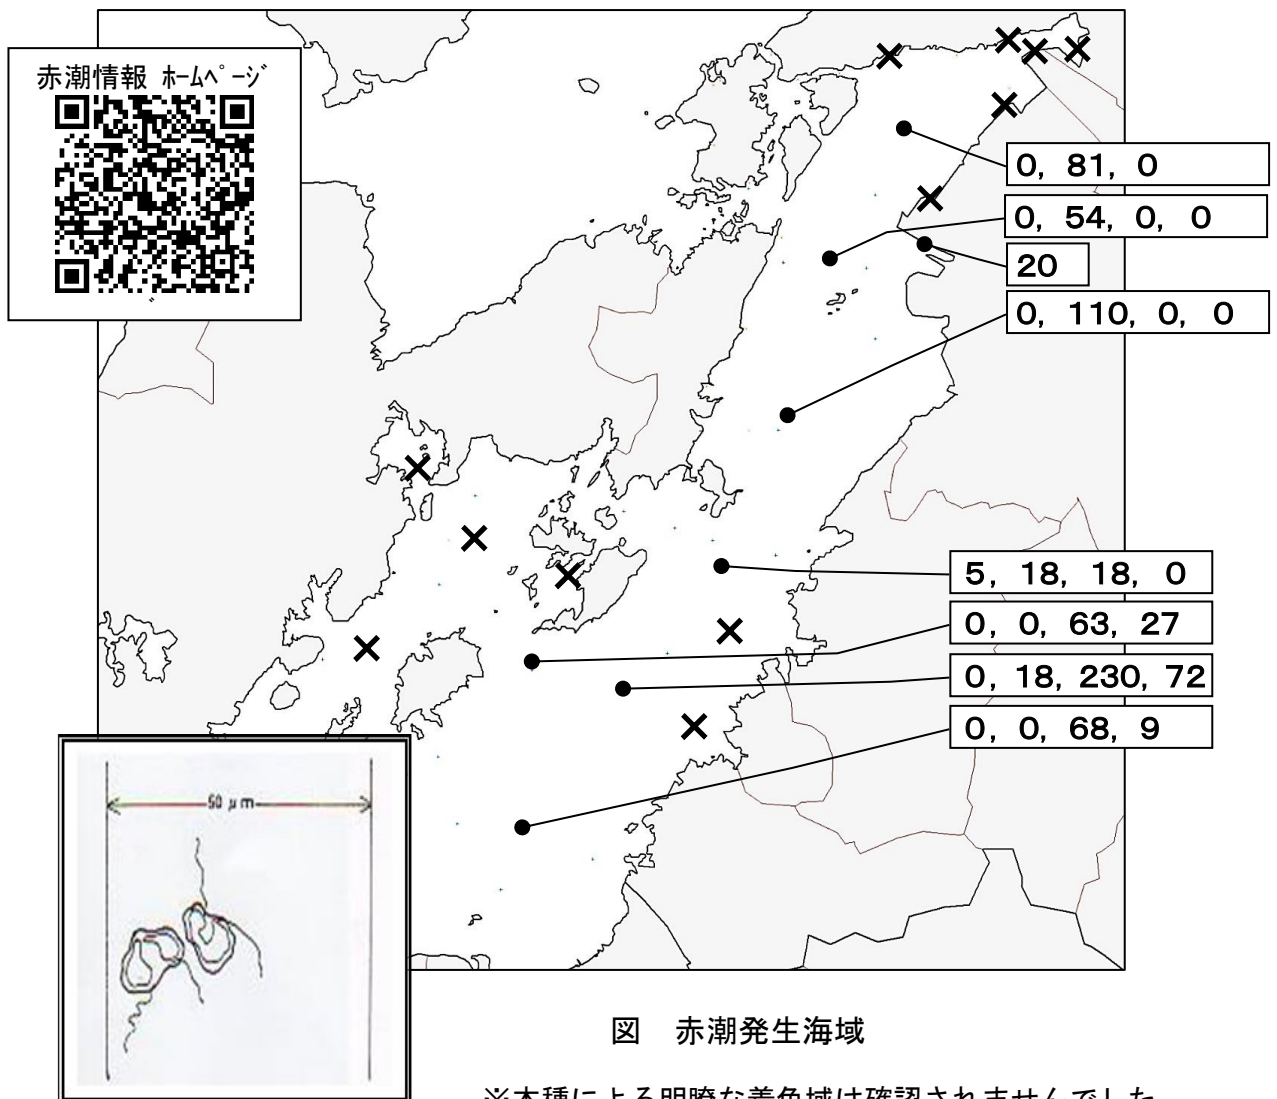 赤潮情報 ﾎｰﾑﾍﾟｰｼﾞ
0, 81, 0
0, 54, 0, 0
20
0, 110, 0, 0
5, 18, 18, 0
0, 0, 63, 27
0, 18, 230, 72
0, 0, 68, 9
50 μm
図 赤潮発生海域
※本種による明瞭な着色域は確認されませんでした